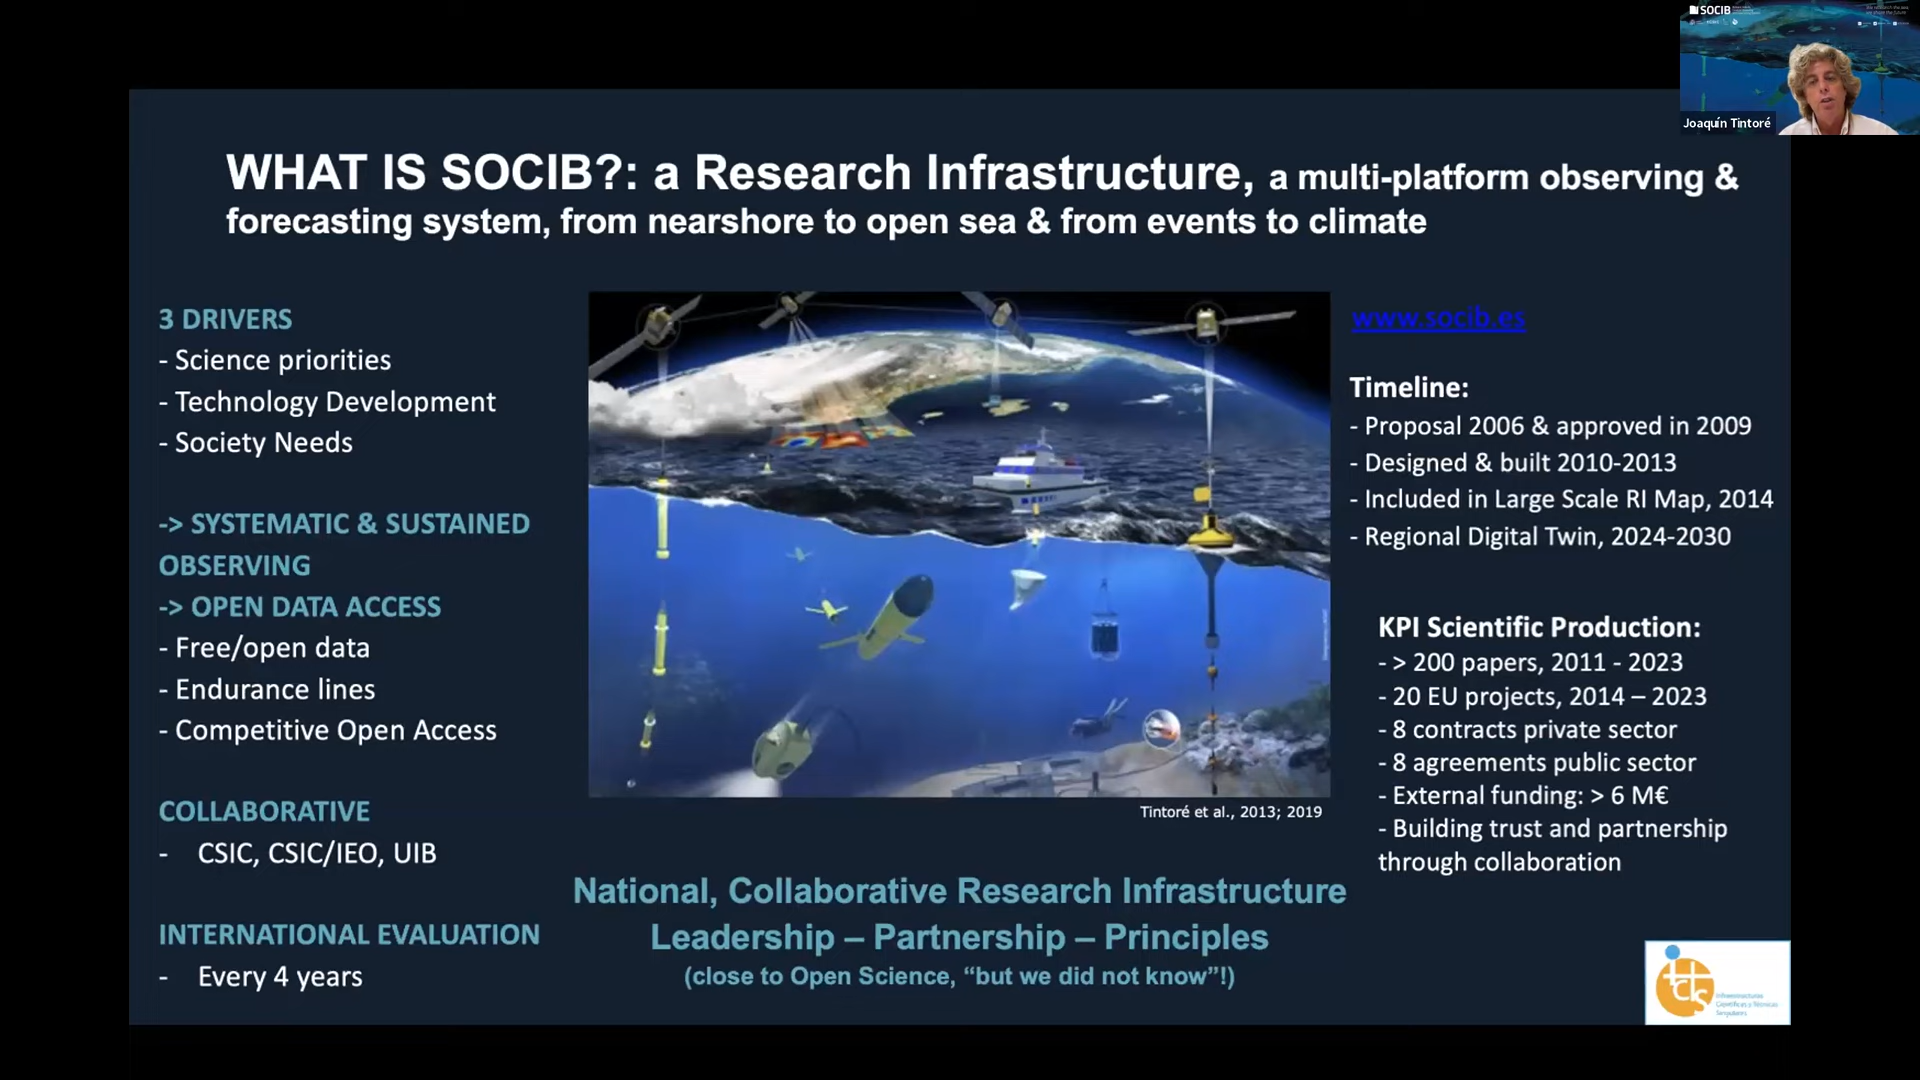 SOCIB
Joaquín Tintoré
WHAT IS SOCIB?: a Research Infrastructure, a multi-platform observing &
forecasting system, from nearshore to open sea & from events to climate
3 DRIVERS
- Science priorities
- Technology Development
- Society Needs
-> SYSTEMATIC & SUSTAINED
OBSERVING
-> OPEN DATA ACCESS
- Free/open data
- Endurance lines
- Competitive Open Access
COLLABORATIVE
- CSIC, CSIC/IEO, UIB
INTERNATIONAL EVALUATION
- Every 4 years
Tintoré et al., 2013; 2019
National, Collaborative Research Infrastructure
Leadership – Partnership – Principles
(close to Open Science, “but we did not know”!)
www.socib.es
Timeline:
- Proposal 2006 & approved in 2009
- Designed & built 2010-2013
- Included in Large Scale RI Map, 2014
- Regional Digital Twin, 2024-2030
KPI Scientific Production:
- > 200 papers, 2011 - 2023
- 20 EU projects, 2014 – 2023
- 8 contracts private sector
- 8 agreements public sector
- External funding: > 6 M€
- Building trust and partnership
through collaboration
icts
Infraestructuras
Científicas y Técnicas
Singulares